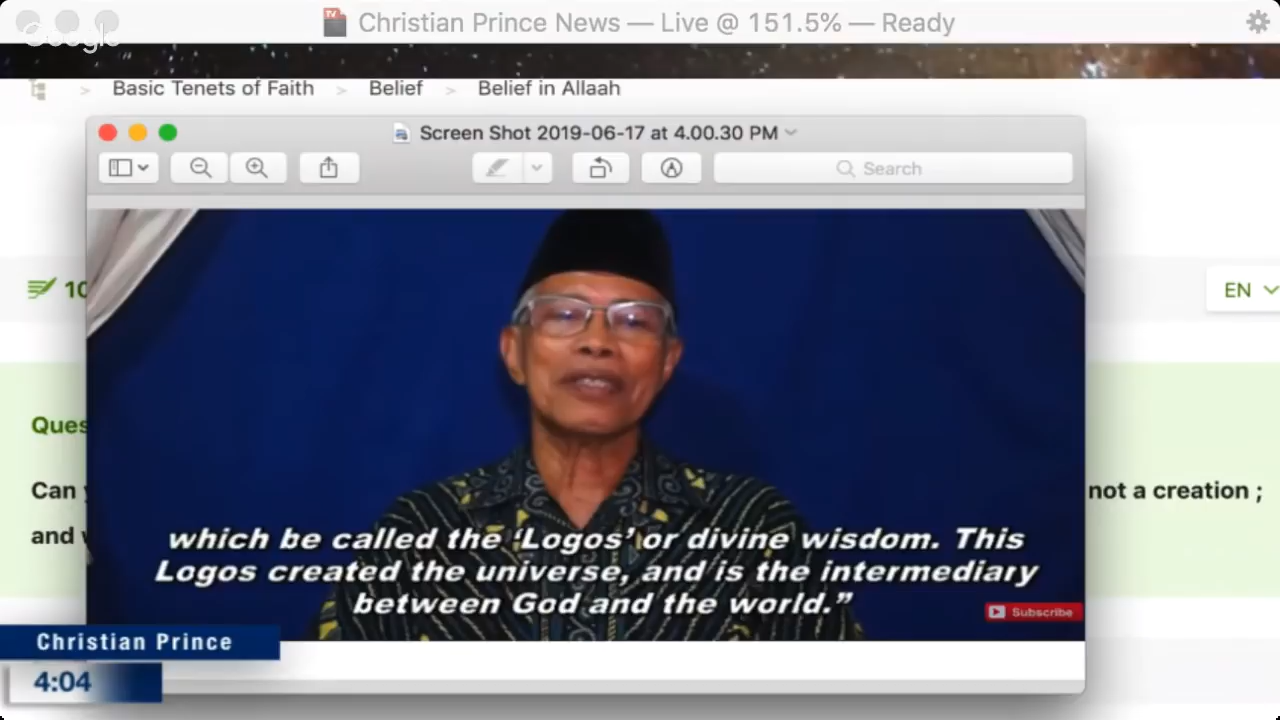 Christian Prince News — Live @ 151.5% — Ready
Google
> Basic Tenets of Faith > Belief > Belief in Allaah
Screen Shot 2019-06-17 at 4.00.30 PM
Search
10
EN
Ques
Can
not a creation ;
and
which be called the ‘Logos’ or divine wisdom. This
Logos created the universe, and is the intermediary
between God and the world.”
Subscribe
Christian Prince
4:04